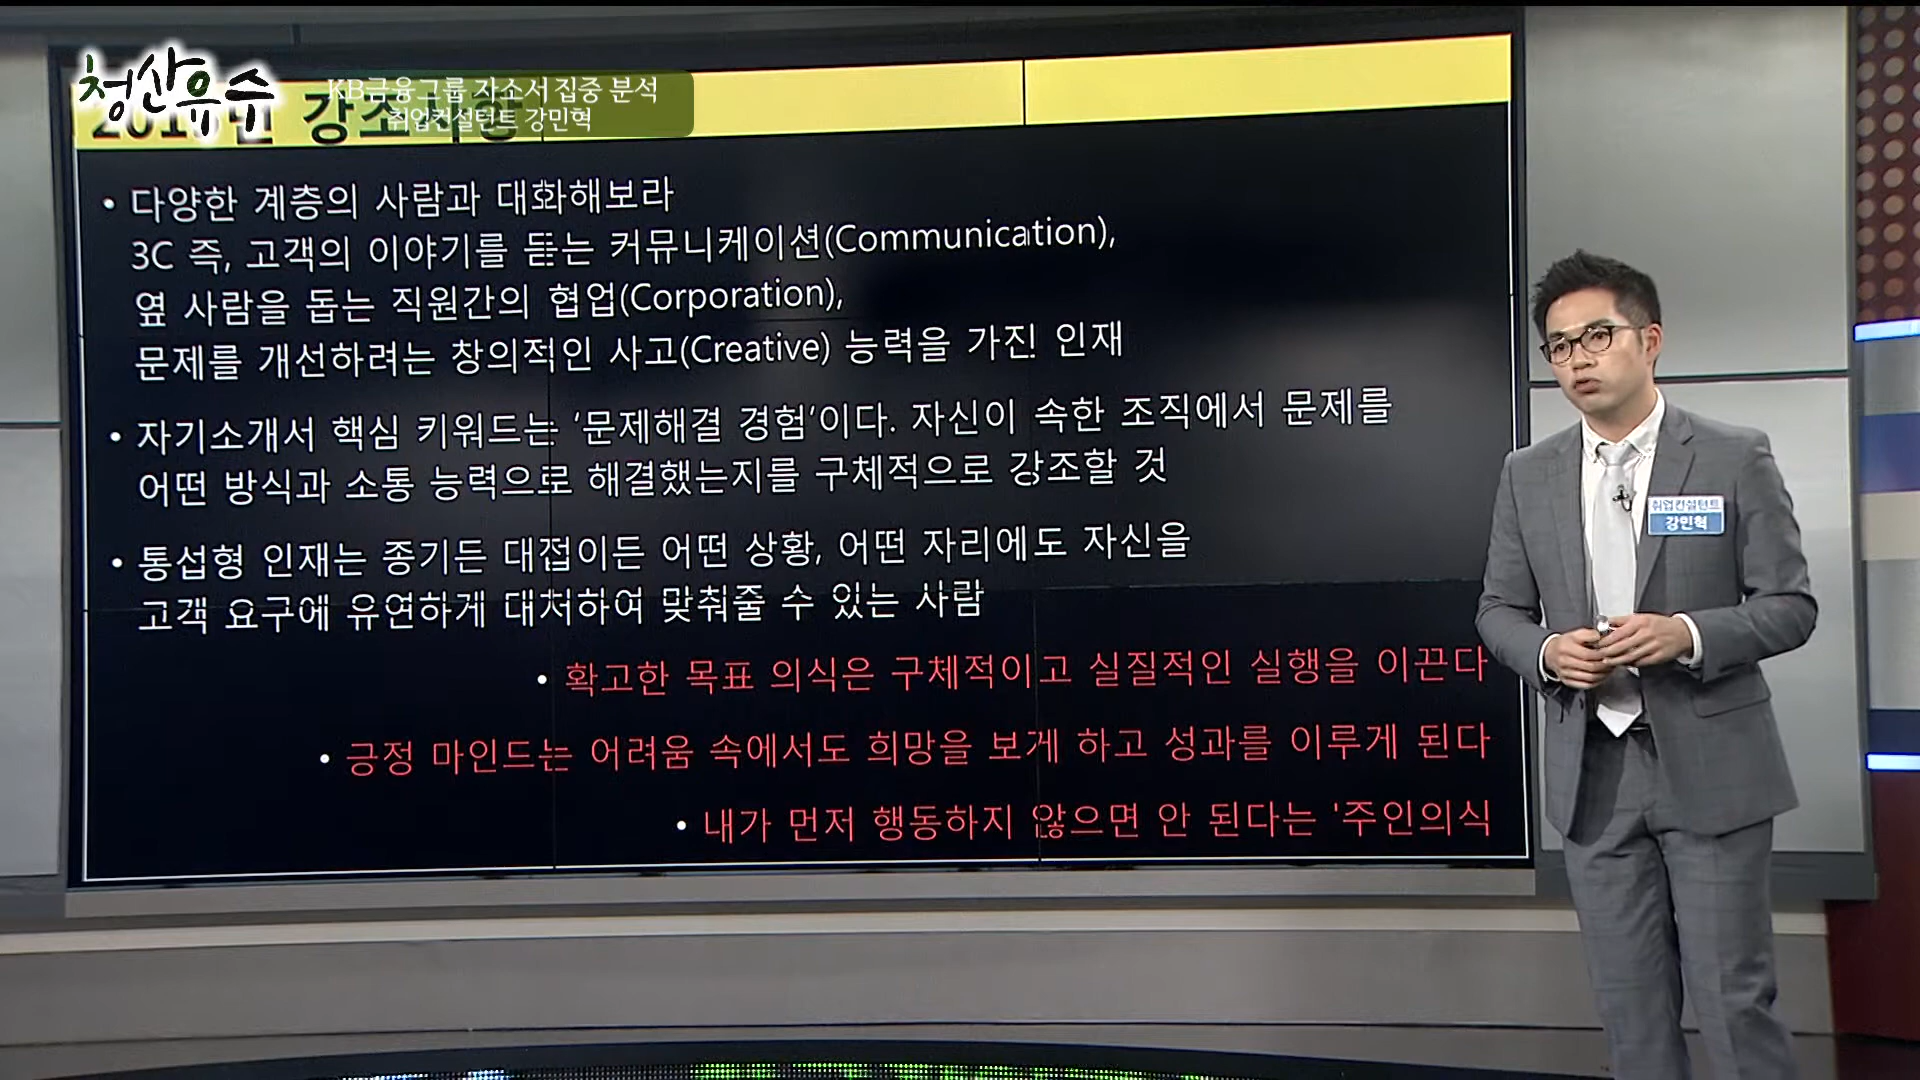 청산유수
KB금융그룹 자소서 집중 분석
취업컨설턴트 강민혁
강조사항
• 다양한 계층의 사람과 대화해보라
3C 즉, 고객의 이야기를 듣는 커뮤니케이션(Communication),
옆 사람을 돕는 직원간의 협업(Corporation),
문제를 개선하려는 창의적인 사고(Creative) 능력을 가진 인재
• 자기소개서 핵심 키워드는 ‘문제해결 경험’이다. 자신이 속한 조직에서 문제를
어떤 방식과 소통 능력으로 해결했는지를 구체적으로 강조할 것
• 통섭형 인재는 종기든 대접이든 어떤 상황, 어떤 자리에도 자신을
고객 요구에 유연하게 대처하여 맞춰줄 수 있는 사람
• 확고한 목표 의식은 구체적이고 실질적인 실행을 이끈다
• 긍정 마인드는 어려움 속에서도 희망을 보게 하고 성과를 이루게 된다
• 내가 먼저 행동하지 않으면 안 된다는 '주인의식
취업컨설턴트
강민혁